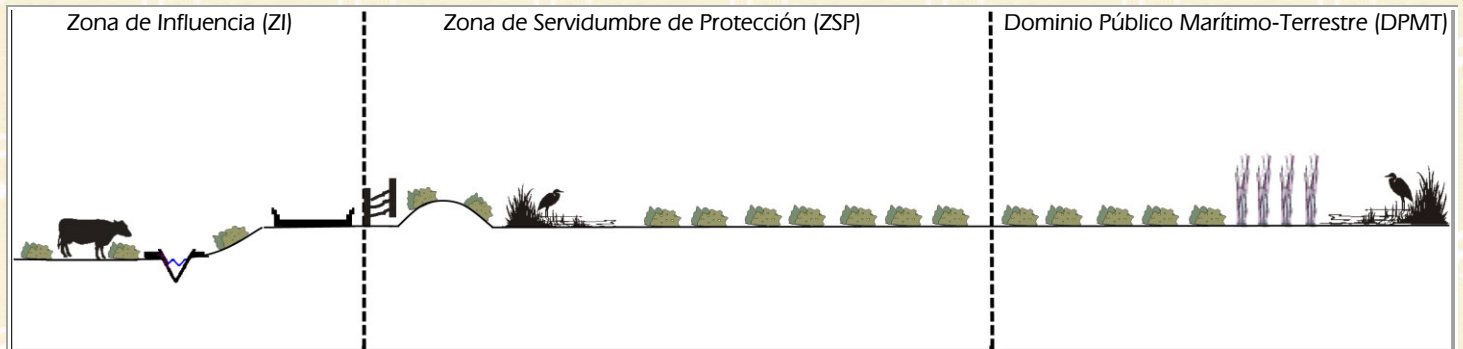 Zona de Influencia (ZI)
Zona de Servidumbre de Protección (ZSP)
Dominio Público Marítimo-Terrestre (DPMT)